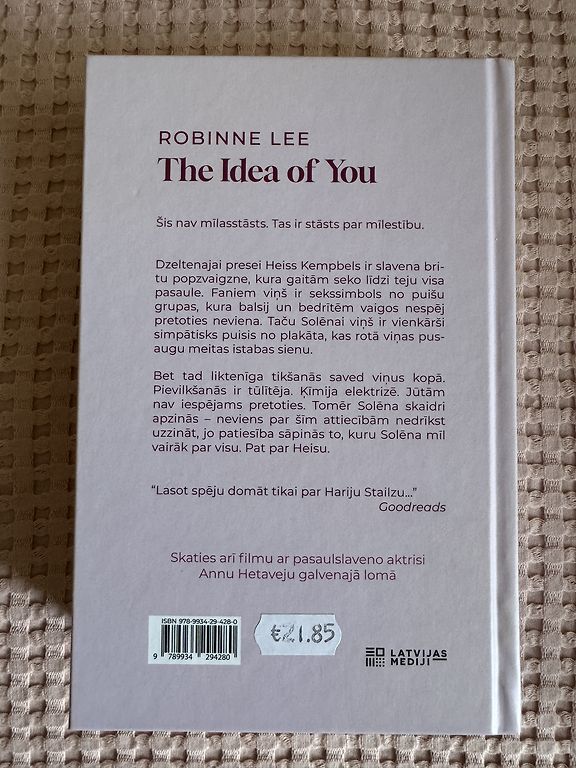 ROBINNE LEE
The Idea of You
Šis nav mīlasstāsts. Tas ir stāsts par mīlestību.
Dzeltenajai presei Heiss Kempbels ir slavena bri-
tu popzvaigzne, kura gaitām seko līdzi teju visa
pasaule. Faniem viņš ir sekssimbols no puišu
grupas, kura balsij un bedrītēm vaigos nespēj
pretoties neviena. Taču Solēnai viņš ir vienkārši
simpātisks puisis no plakāta, kas rotā viņas pus-
augu meitas istabas sienu.
Bet tad liktenīga tikšanās saved viņus kopā.
Pievilkšanās ir tūlītēja. Ķīmija elektrizē. Jūtām
nav iespējams pretoties. Tomēr Solēna skaidri
apzinās – neviens par šīm attiecībām nedrīkst
uzzināt, jo patiesība sāpinās to, kuru Solēna mīl
vairāk par visu. Pat par Heisu.
“Lasot spēju domāt tikai par Hariju Stailzu...”
Goodreads
Skaties arī filmu ar pasaulslaveno aktrisi
Annu Hetaveju galvenajā lomā
ISBN 978-9934-29-428-0
9 789934 294280
€21.85
LATVIJAS
MEDIJI